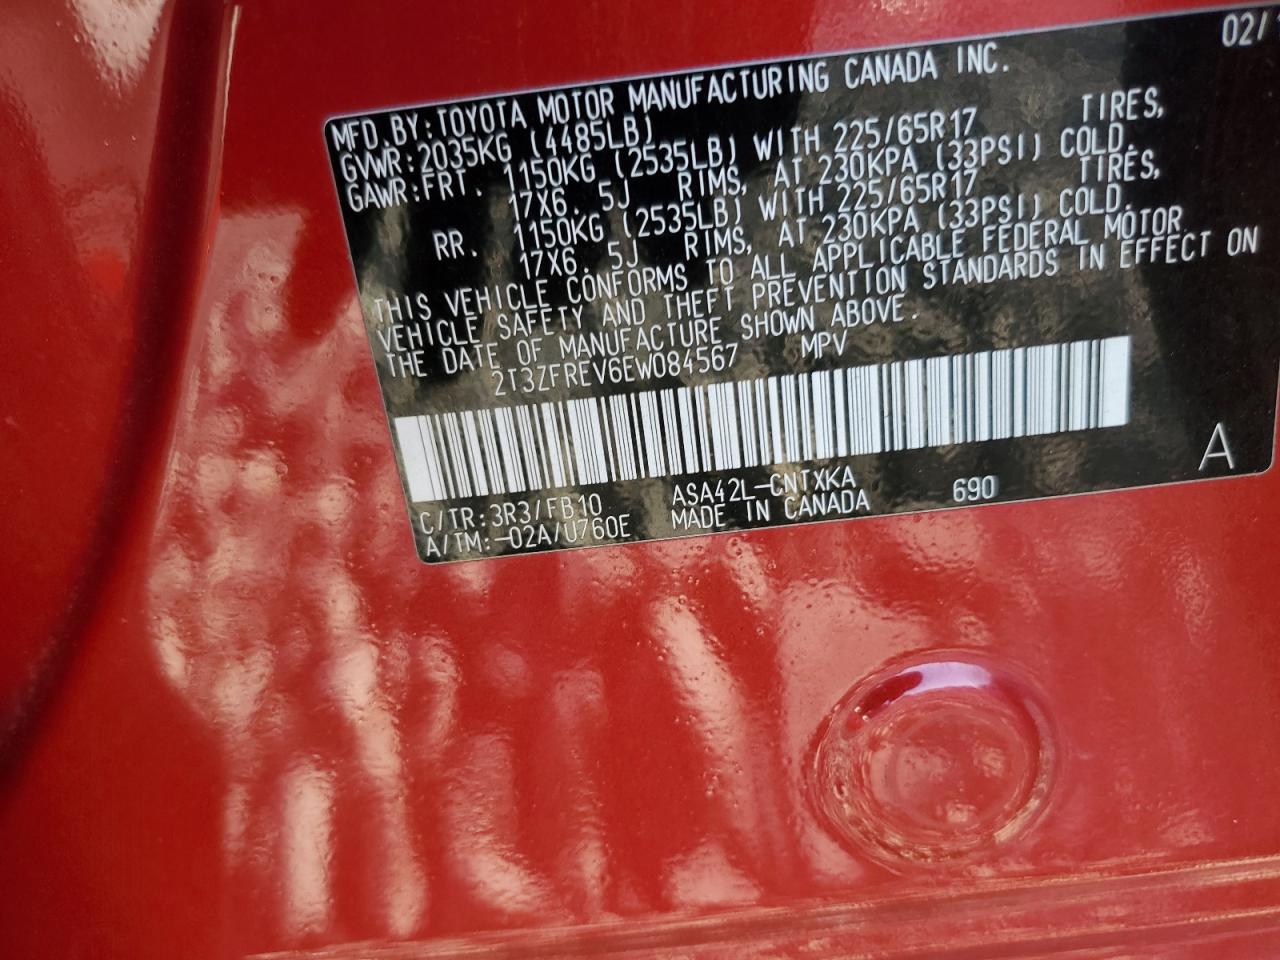 02/
MFD.BY:TOYOTA MOTOR MANUFACTURING CANADA INC.
GVWR:2035KG (4485LB)
GAWR:FRT. 1150KG (2535LB) WITH 225/65R17 TIRES,
17X6.5J RIMS, AT 230KPA (33PSI) COLD.
RR. 1150KG (2535LB) WITH 225/65R17 TIRES,
17X6.5J RIMS, AT 230KPA (33PSI) COLD.
THIS VEHICLE CONFORMS TO ALL APPLICABLE FEDERAL MOTOR
VEHICLE SAFETY AND THEFT PREVENTION STANDARDS IN EFFECT ON
THE DATE OF MANUFACTURE SHOWN ABOVE.
2T3ZFREV6EW084567 MPV
C/TR:3R3/FB10 ASA42L-CNTXKA 690 A
A/TM:-02A/U760E MADE IN CANADA